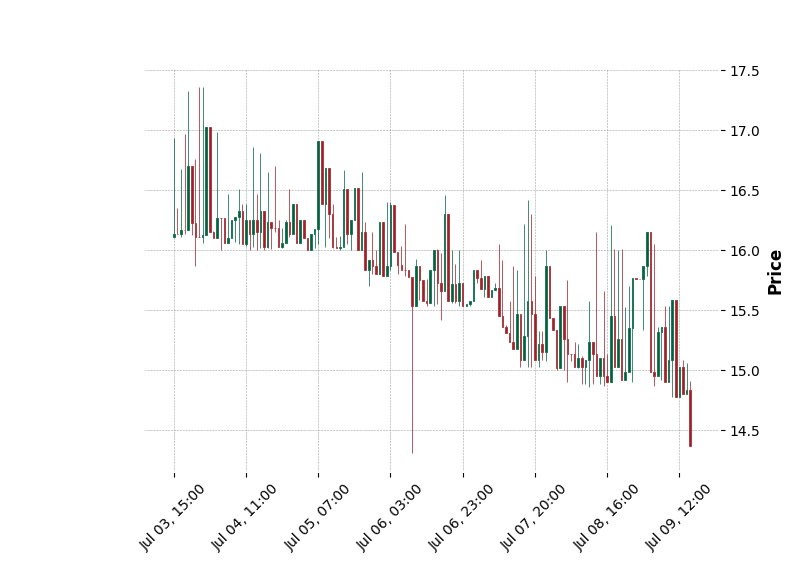 17.5
17.0
16.5
16.0
15.5
15.0
14.5
Price
Jul 03, 15:00
Jul 04, 11:00
Jul 05, 07:00
Jul 06, 03:00
Jul 06, 23:00
Jul 07, 20:00
Jul 08, 16:00
Jul 09, 12:00